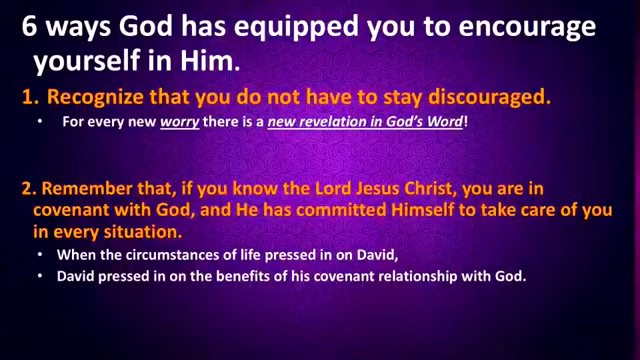 6 ways God has equipped you to encourage
yourself in Him.
1. Recognize that you do not have to stay discouraged.
• For every new worry there is a new revelation in God's Word!
2. Remember that, if you know the Lord Jesus Christ, you are in
covenant with God, and He has committed Himself to take care of you
in every situation.
• When the circumstances of life pressed in on David,
• David pressed in on the benefits of his covenant relationship with God.